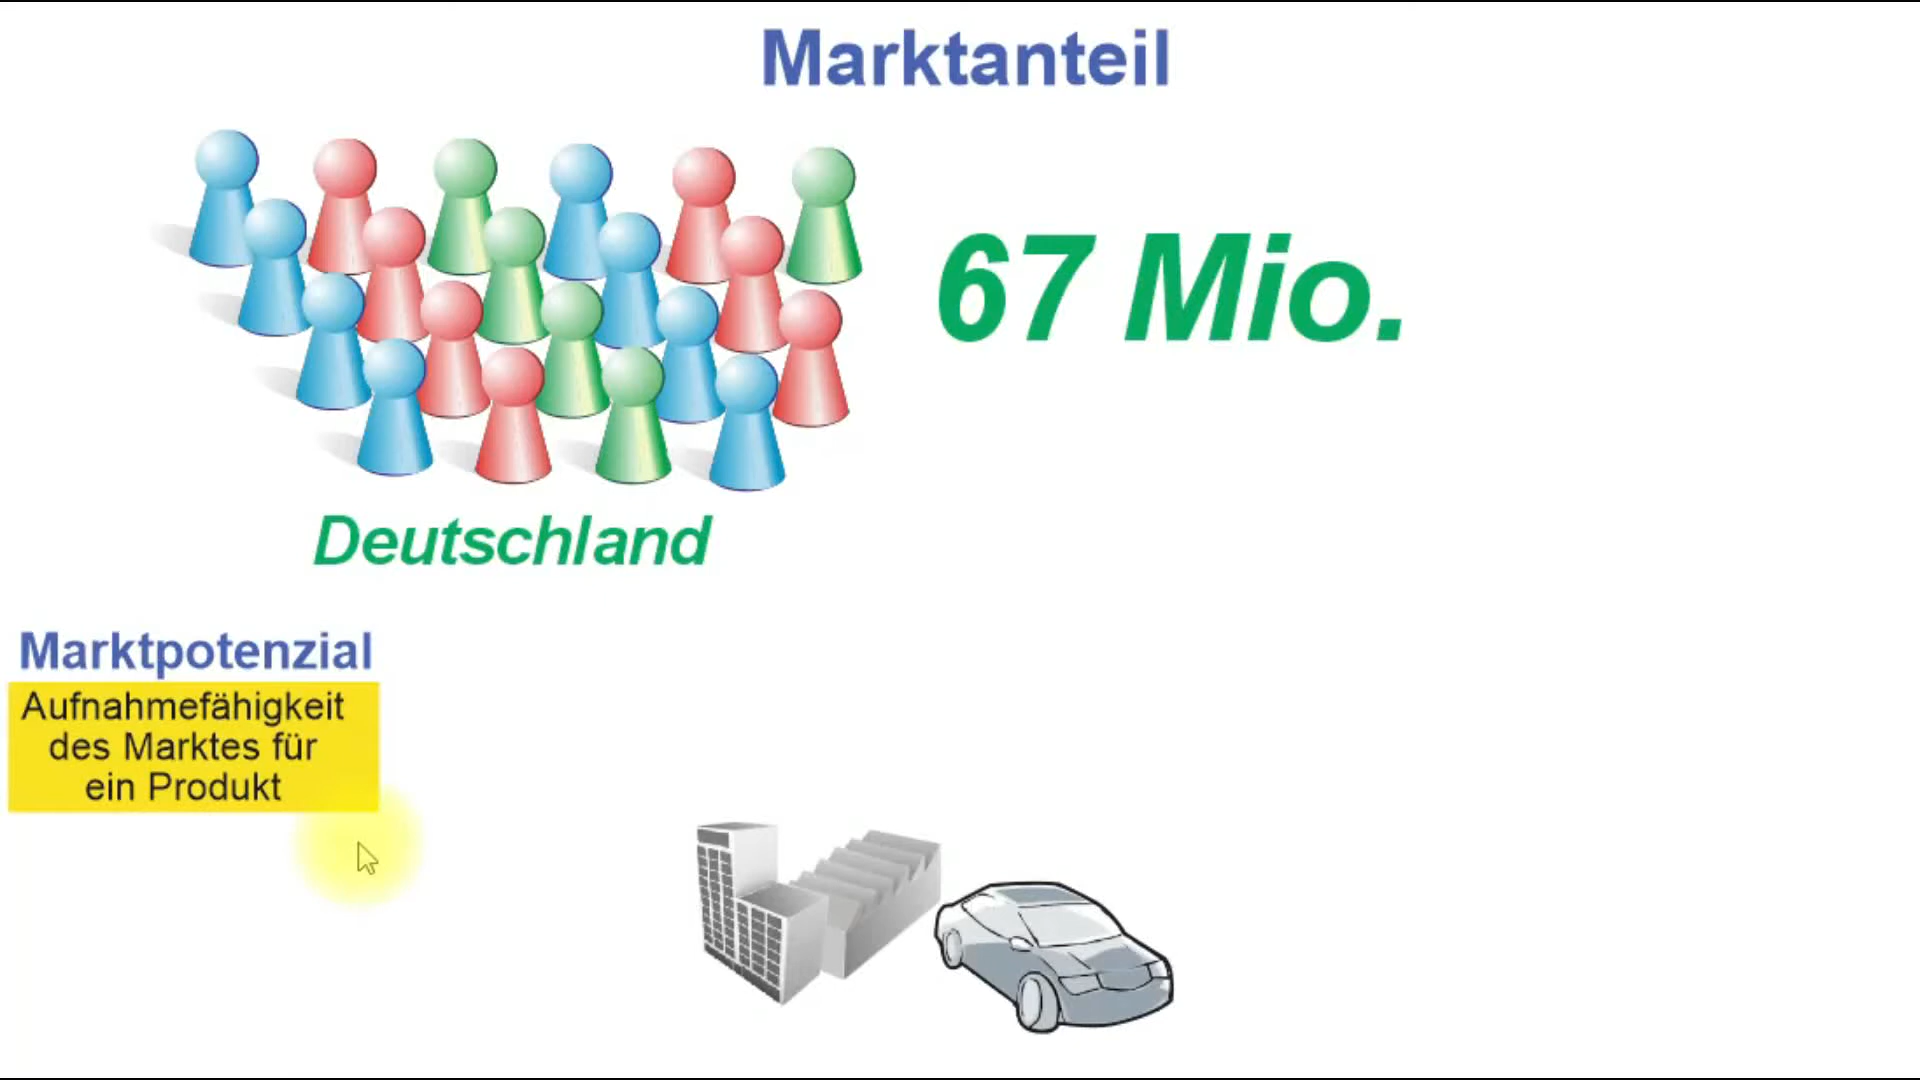 Marktanteil
67 Mio.
Deutschland
Marktpotenzial
Aufnahmefähigkeit
des Marktes für
ein Produkt